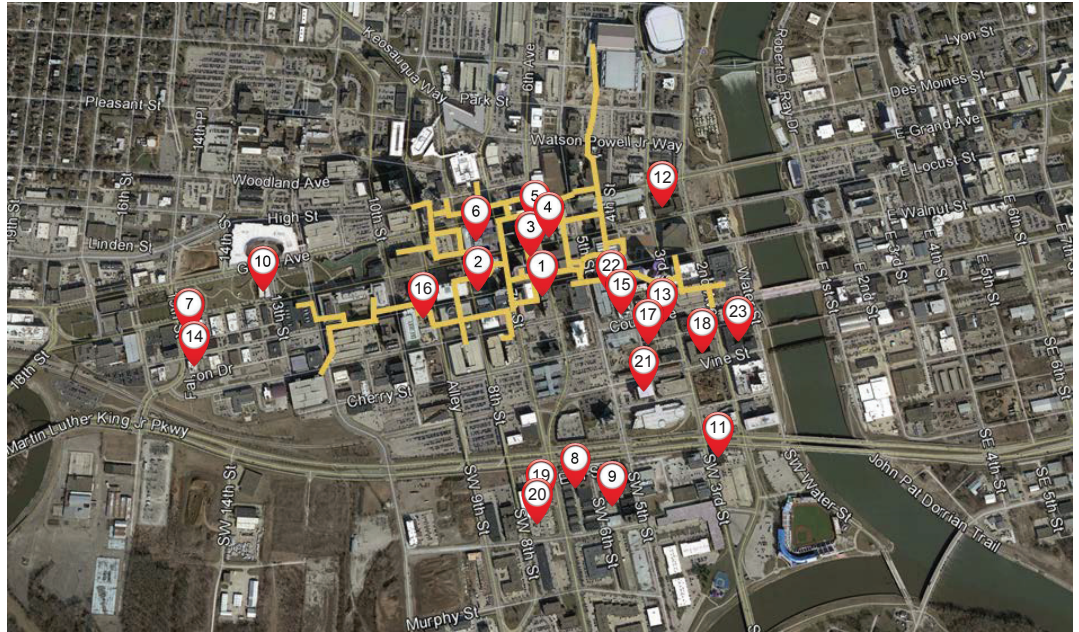 Keosauqua Way
6th Ave
Robert D. Ray Dr
Lyon St
Des Moines St
Pleasant St
Park St
14th Pl
E Grand Ave
Watson Powell Jr Way
E Locust St
12
Woodland Ave
16th St
19th St
10th St
5
4
4th St
6
High St
Walnut St
14th St
Linden St
3
E 3rd St
E 4th St
E 5th St
E 6th St
5th St
10
2
1
22
3rd
2nd
E 1st St
E 2nd St
15
16
13
7
13th St
17
18
23
14
Vine St
21
18th St
Cherry St
8th St
SE 6th St
11
Martin Luther King Jr Pkwy
8
SW 3rd St
SE 4th St
SE 5th St
19
9
20
SW 14th St
SW 9th St
SW 8th St
SW 6th St
SW 5th St
SW Water St
John Pat Dorrian Trail
Murphy St